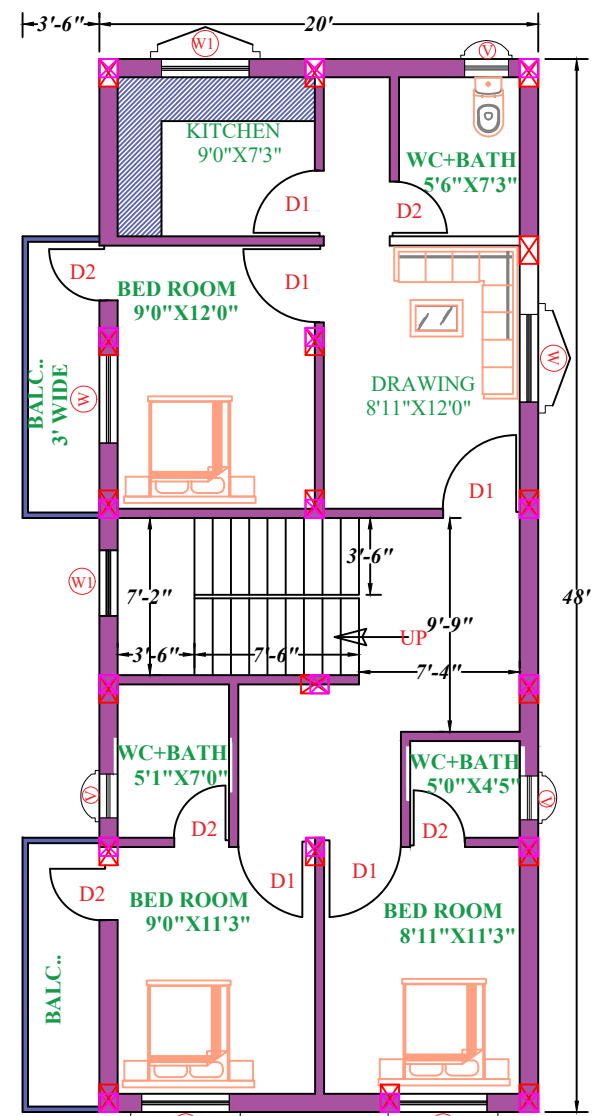 3'-6"
20'
W1
V
KITCHEN
9'0"X7'3"
WC+BATH
5'6"X7'3"
D1
D2
D2
BED ROOM
9'0"X12'0"
D1
BALC..
3' WIDE
W
W
DRAWING
8'11"X12'0"
D1
W1
7'-2"
3'-6"
48'
9'-9"
UP
3'-6"
7'-6"
7'-4"
WC+BATH
5'1"X7'0"
WC+BATH
5'0"X4'5"
V
V
D2
D2
D2
BED ROOM
9'0"X11'3"
D1
D1
BED ROOM
8'11"X11'3"
BALC..